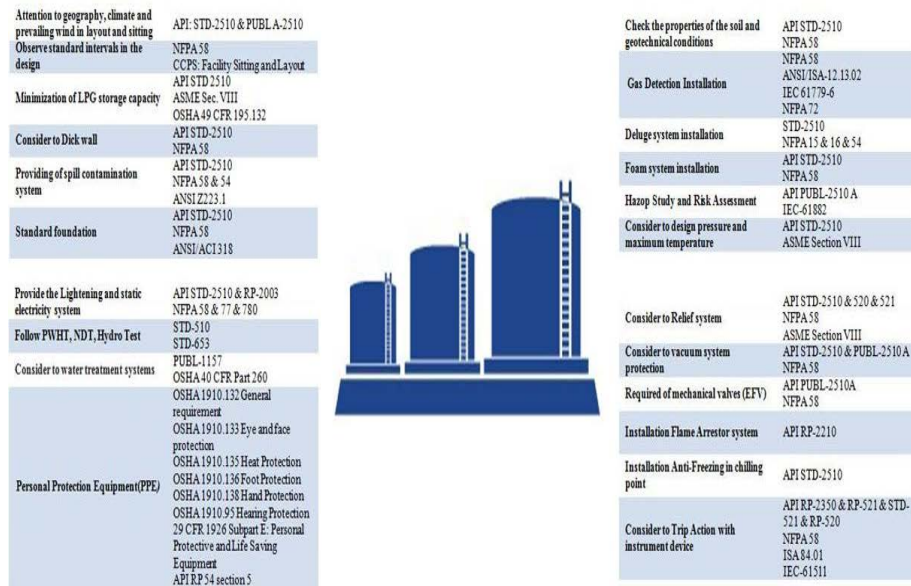 Attention to geography, climate and
prevailing wind in layout and sitting
API: STD-2510 & PUBL A-2510
Observe standard intervals in the
design
NFPA 58
CCPS: Facility Sitting and Layout
Minimization of LPG storage capacity
API STD 2510
ASME Sec. VIII
OSHA 49 CFR 195.132
Consider to Dick wall
API STD-2510
NFPA 58
Providing of spill contamination
system
API STD-2510
NFPA 58 & 54
ANSI Z223.1
Standard foundation
API STD-2510
NFPA 58
ANSI/ACI 318
Provide the Lightening and static
electricity system
API STD-2510 & RP-2003
NFPA 58 & 77 & 780
Follow PWHT, NDT, Hydro Test
STD-510
STD-653
Consider to water treatment systems
PUBL-1157
OSHA 40 CFR Part 260
Personal Protection Equipment(PPE)
OSHA 1910.132 General
requirement
OSHA 1910.133 Eye and face
protection
OSHA 1910.135 Heat Protection
OSHA 1910.136 Foot Protection
OSHA 1910.138 Hand Protection
OSHA 1910.95 Hearing Protection
29 CFR 1926 Subpart E: Personal
Protective and Life Saving
Equipment
API RP 54 section 5
Check the properties of the soil and
geotechnical conditions
API STD-2510
NFPA 58
Gas Detection Installation
NFPA 58
ANSI/ISA-12.13.02
IEC 61779-6
NFPA 72
Deluge system installation
STD-2510
NFPA 15 & 16 & 54
Foam system installation
API STD-2510
NFPA 58
Hazop Study and Risk Assessment
API PUBL-2510 A
IEC-61882
Consider to design pressure and
maximum temperature
API STD-2510
ASME Section VIII
Consider to Relief system
API STD-2510 & 520 & 521
NFPA 58
ASME Section VIII
Consider to vacuum system
protection
API STD-2510 & PUBL-2510A
NFPA 58
Required of mechanical valves (EFV)
API PUBL-2510A
NFPA 58
Installation Flame Arrestor system
API RP-2210
Installation Anti-Freezing in chilling
point
API STD-2510
Consider to Trip Action with
instrument device
API RP-2350 & RP-521 & STD-
521 & RP-520
NFPA 58
ISA 84.01
IEC-61511